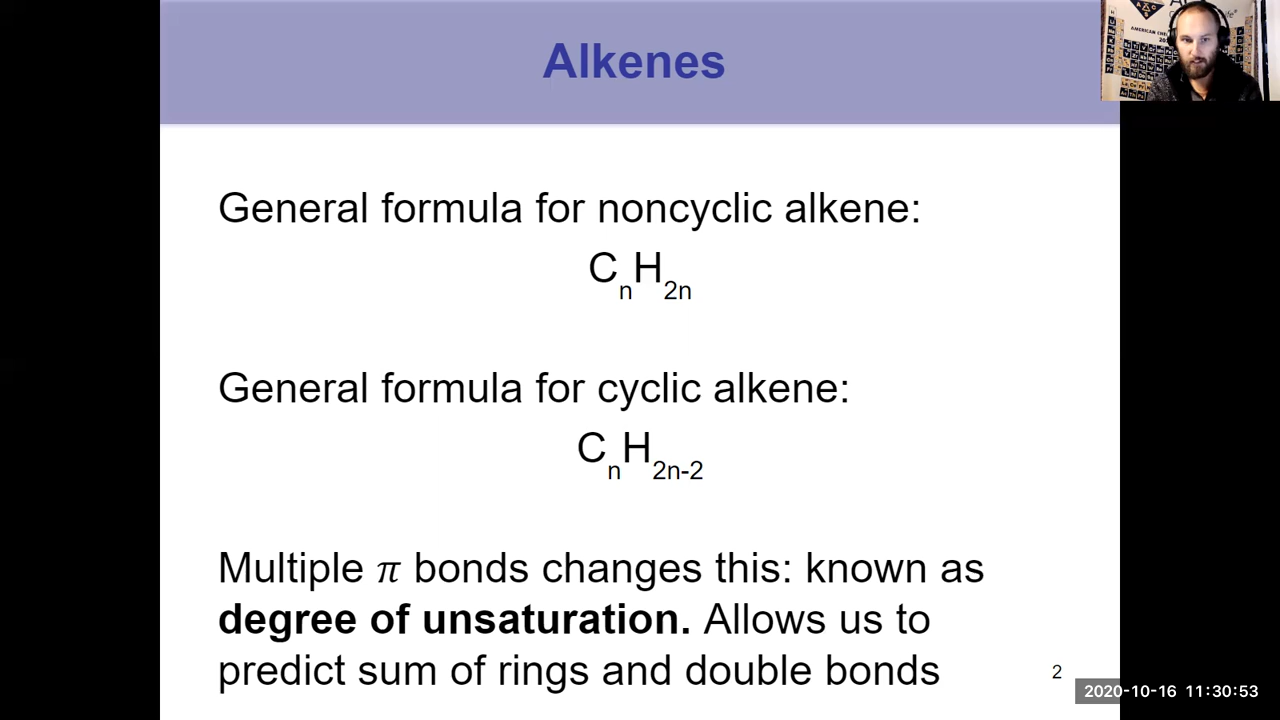 Alkenes
AMERICAN CHE
General formula for noncyclic alkene:
CnH2n
General formula for cyclic alkene:
CnH2n-2
Multiple π bonds changes this: known as
degree of unsaturation. Allows us to
predict sum of rings and double bonds
2
2020-10-16 11:30:53